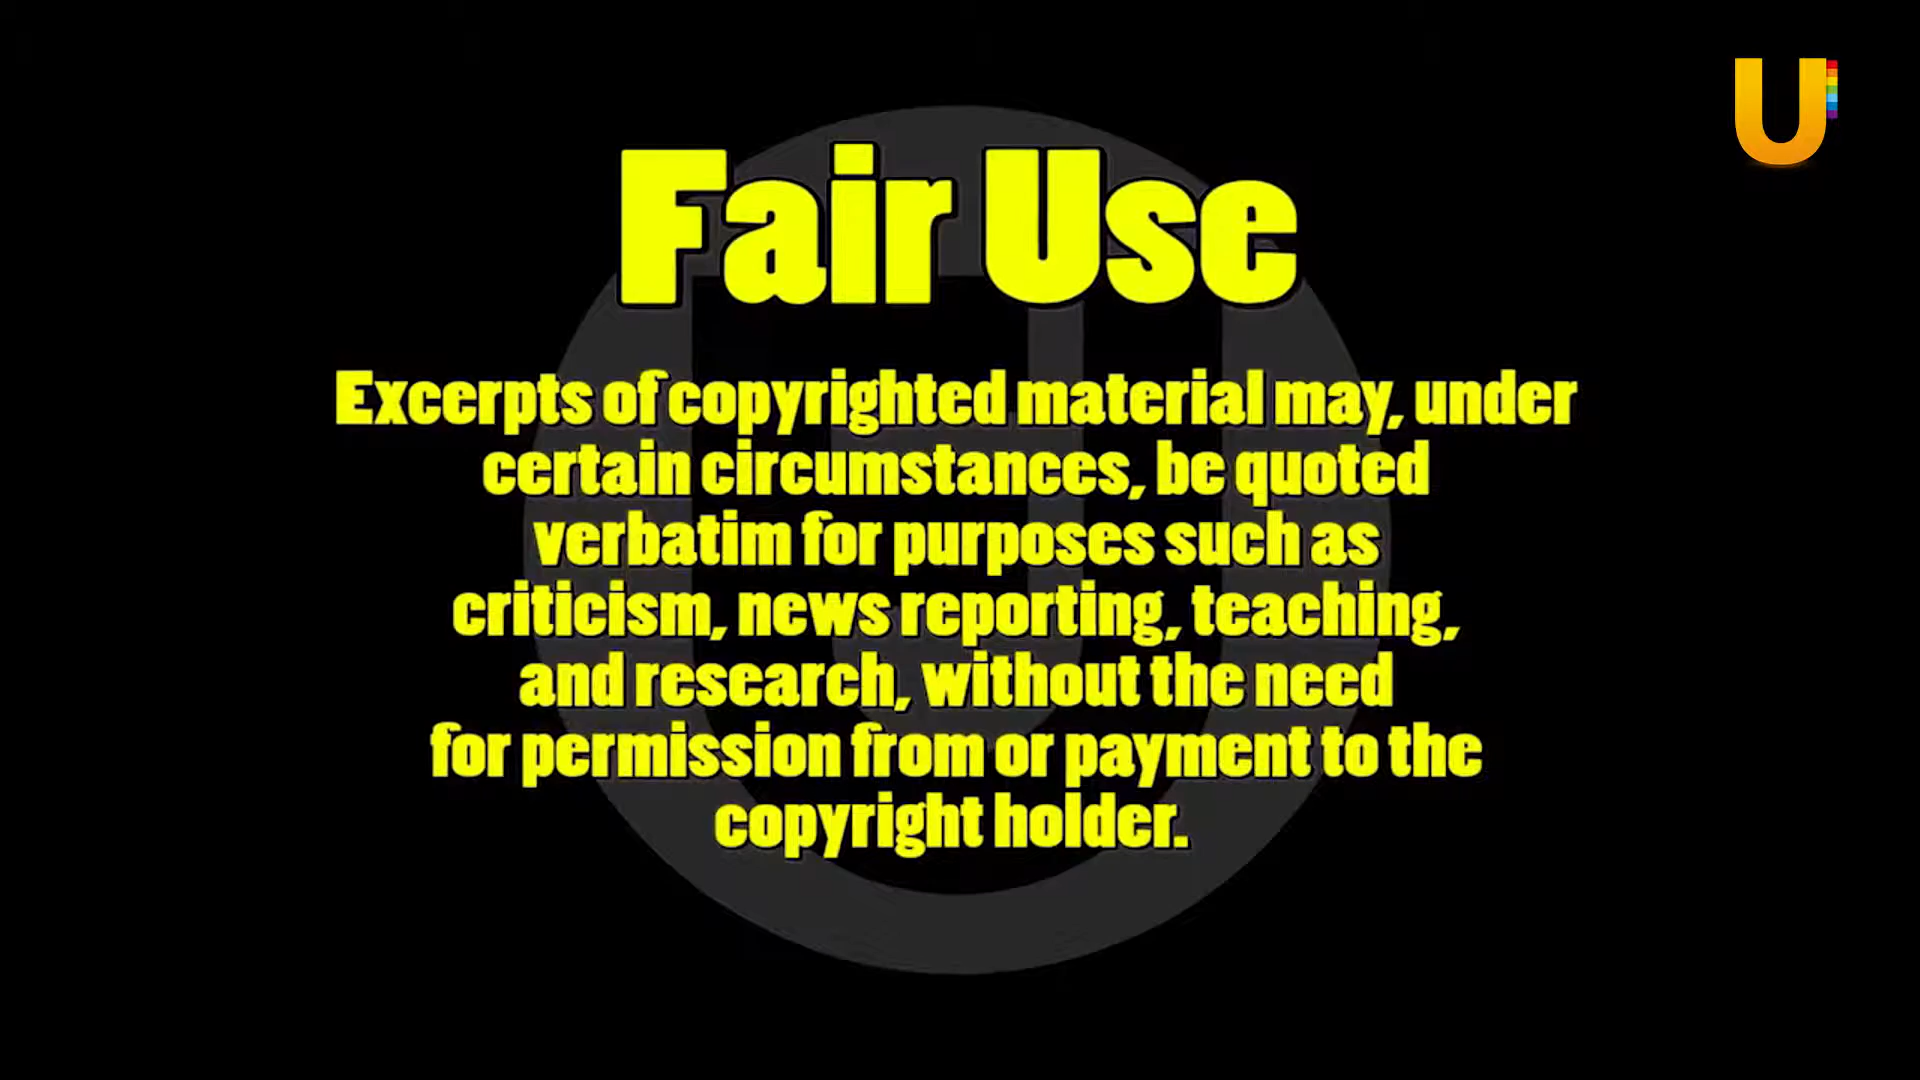 U
Fair Use
Excerpts of copyrighted material may, under
certain circumstances, be quoted
verbatim for purposes such as
criticism, news reporting, teaching,
and research, without the need
for permission from or payment to the
copyright holder.